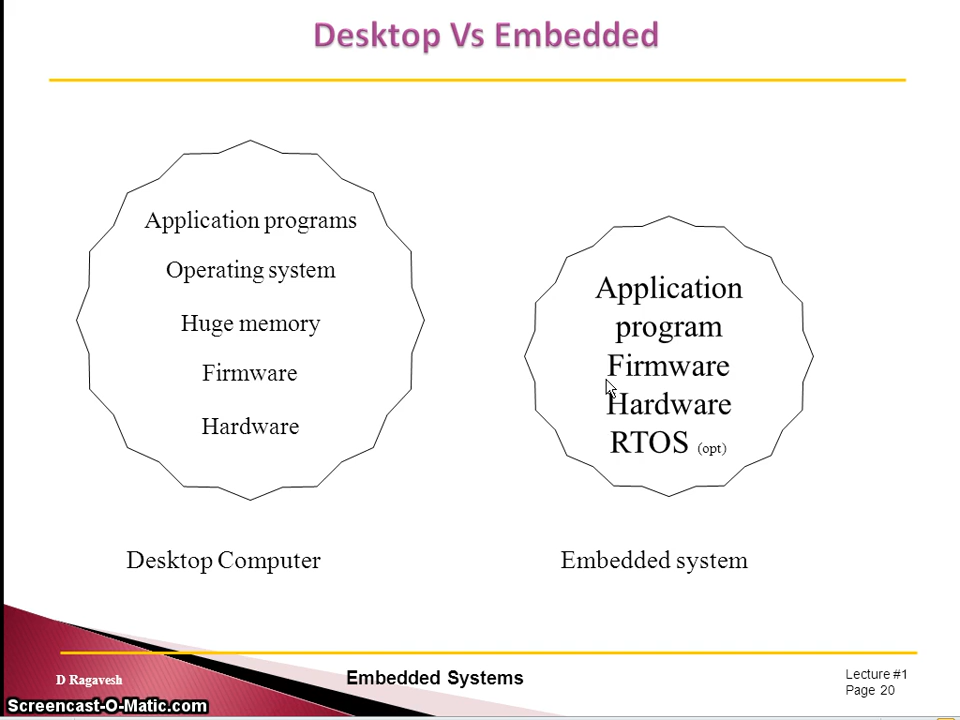 Desktop Vs Embedded
Application programs
Operating system
Huge memory
Firmware
Hardware
Application
program
Firmware
Hardware
RTOS (opt)
Desktop Computer
Embedded system
D Ragavesh
Embedded Systems
Lecture #1
Page 20
Screencast-O-Matic.com